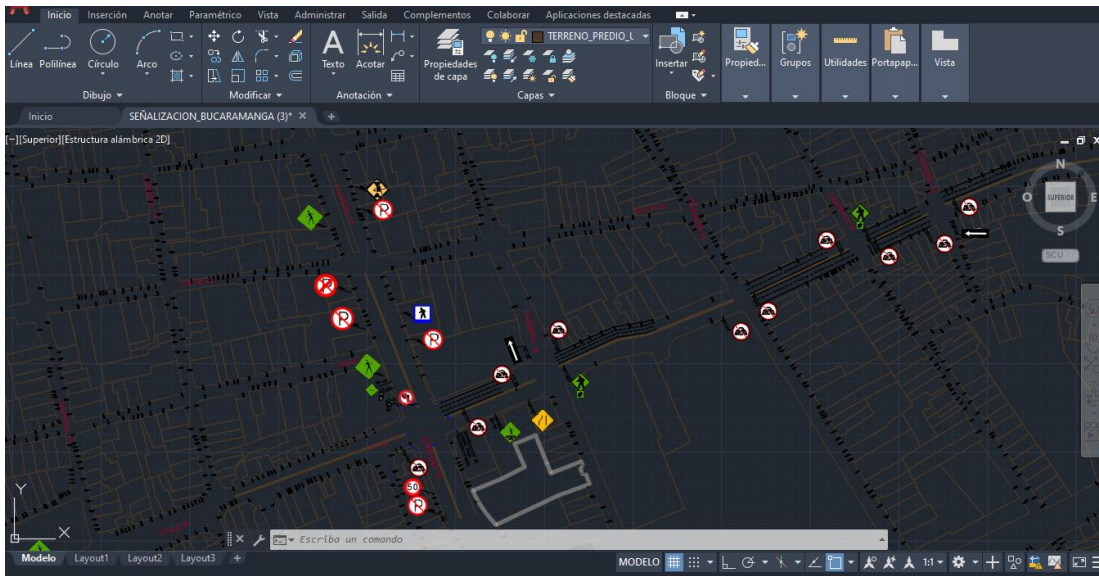 Inicio Inserción Anotar Paramétrico Vista Administrar Salida Complementos Colaborar Aplicaciones destacadas
TERRENO_PREDIO_L
Línea Polilínea Círculo Arco Texto Acotar Propiedades de capa Insertar Propied... Grupos Utilidades Portapap... Vista
Dibujo Modificar Anotación Capas Bloque
Inicio SEÑALIZACION_BUCARAMANGA (3)* × +
[−][Superior][Estructura alámbrica 2D]
N
O SUPERIOR E
S
SCU
50
Y
X
Escriba un comando
Modelo Layout1 Layout2 Layout3 +
MODELO 1:1